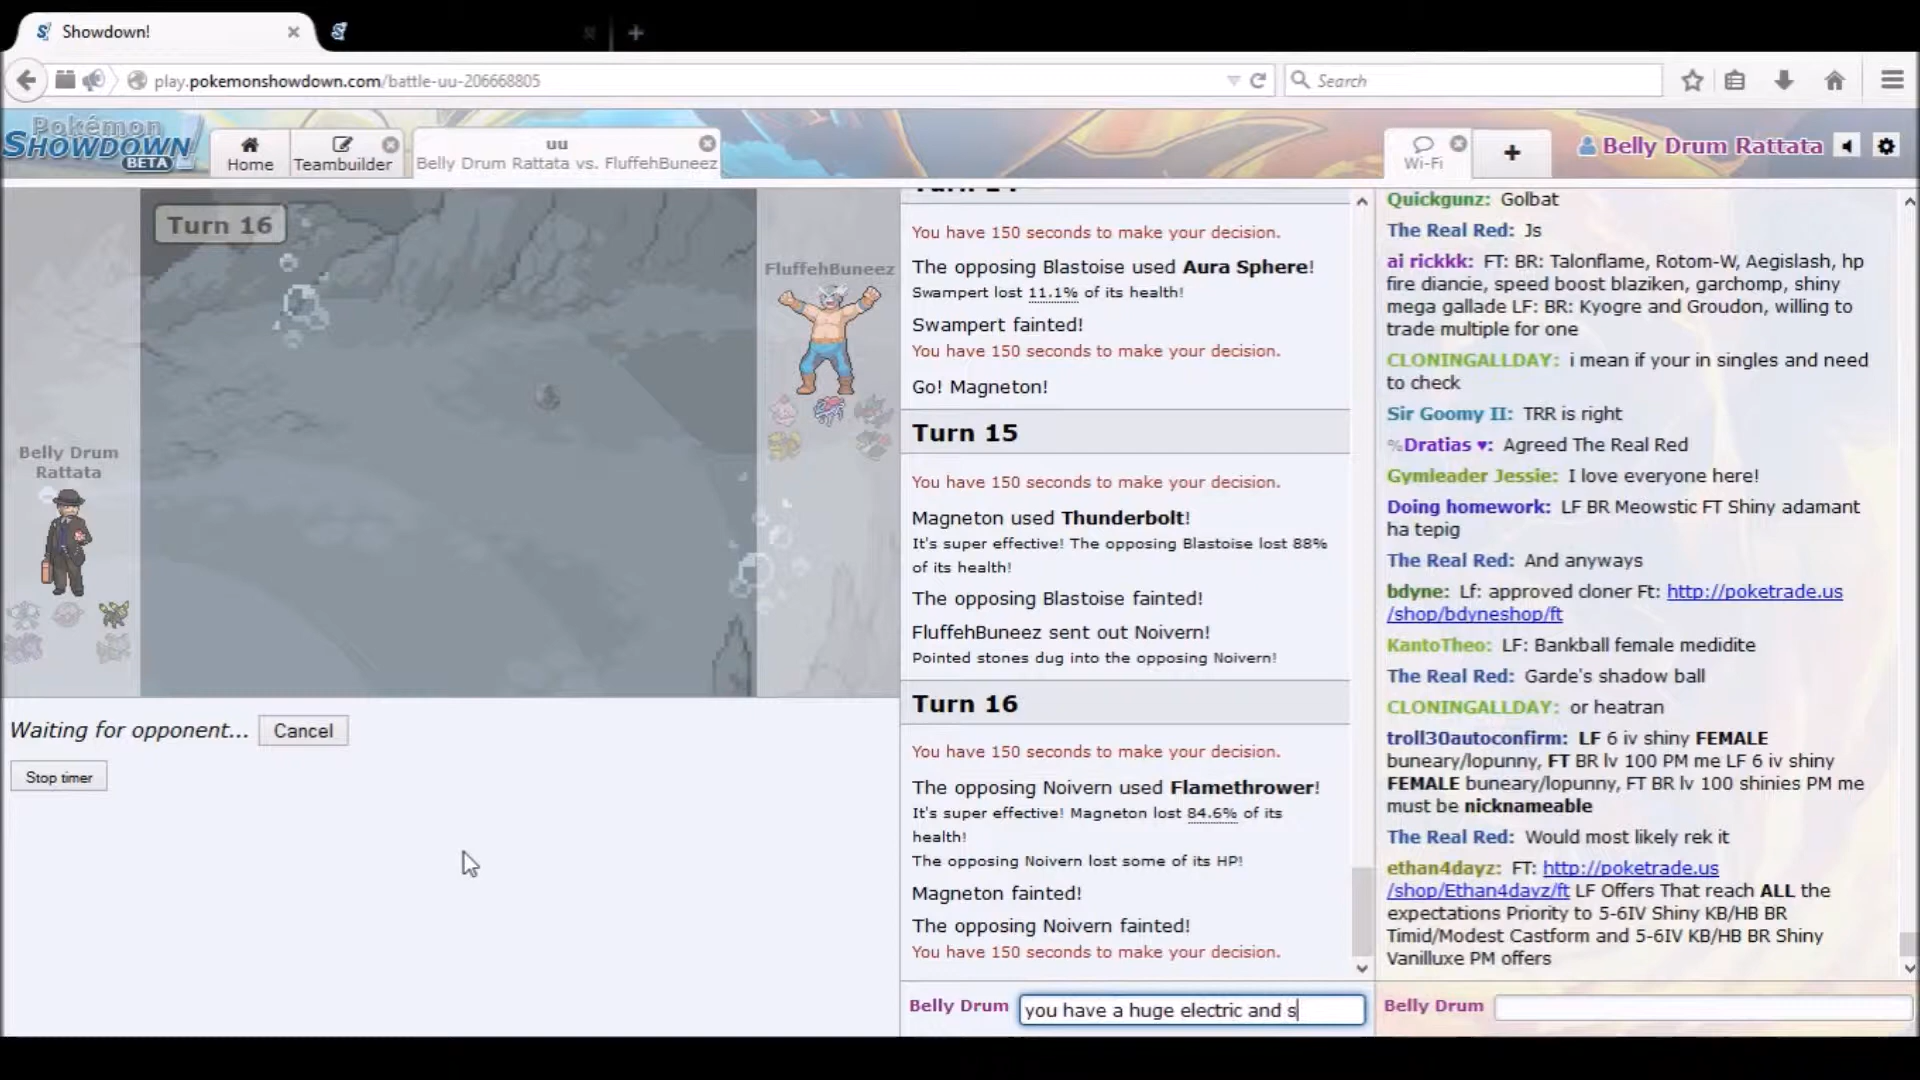 Showdown!
play.pokemonshowdown.com/battle-uu-206668805
Search
Pokémon
SHOWDOWN
BETA
Home
Teambuilder
uu
Belly Drum Rattata vs. FluffehBuneez
Wi-Fi
Belly Drum Rattata
Turn 16
FluffehBuneez
Belly Drum
Rattata
Waiting for opponent...
Cancel
Stop timer
You have 150 seconds to make your decision.
The opposing Blastoise used Aura Sphere!
Swampert lost 11.1% of its health!
Swampert fainted!
You have 150 seconds to make your decision.
Go! Magneton!
Turn 15
You have 150 seconds to make your decision.
Magneton used Thunderbolt!
It's super effective! The opposing Blastoise lost 88%
of its health!
The opposing Blastoise fainted!
FluffehBuneez sent out Noivern!
Pointed stones dug into the opposing Noivern!
Turn 16
You have 150 seconds to make your decision.
The opposing Noivern used Flamethrower!
It's super effective! Magneton lost 84.6% of its
health!
The opposing Noivern lost some of its HP!
Magneton fainted!
The opposing Noivern fainted!
You have 150 seconds to make your decision.
Belly Drum
you have a huge electric and s
Quickgunz: Golbat
The Real Red: Js
ai rickkk: FT: BR: Talonflame, Rotom-W, Aegislash, hp
fire diancie, speed boost blaziken, garchomp, shiny
mega gallade LF: BR: Kyogre and Groudon, willing to
trade multiple for one
CLONINGALLDAY: i mean if your in singles and need
to check
Sir Goomy II: TRR is right
%Dratias ♥: Agreed The Real Red
Gymleader Jessie: I love everyone here!
Doing homework: LF BR Meowstic FT Shiny adamant
ha tepig
The Real Red: And anyways
bdyne: Lf: approved cloner Ft: http://poketrade.us
/shop/bdyneshop/ft
KantoTheo: LF: Bankball female medidite
The Real Red: Garde's shadow ball
CLONINGALLDAY: or heatran
troll30autoconfirm: LF 6 iv shiny FEMALE
buneary/lopunny, FT BR lv 100 PM me LF 6 iv shiny
FEMALE buneary/lopunny, FT BR lv 100 shinies PM me
must be nicknameable
The Real Red: Would most likely rek it
ethan4dayz: FT: http://poketrade.us
/shop/Ethan4dayz/ft LF Offers That reach ALL the
expectations Priority to 5-6IV Shiny KB/HB BR
Timid/Modest Castform and 5-6IV KB/HB BR Shiny
Vanilluxe PM offers
Belly Drum